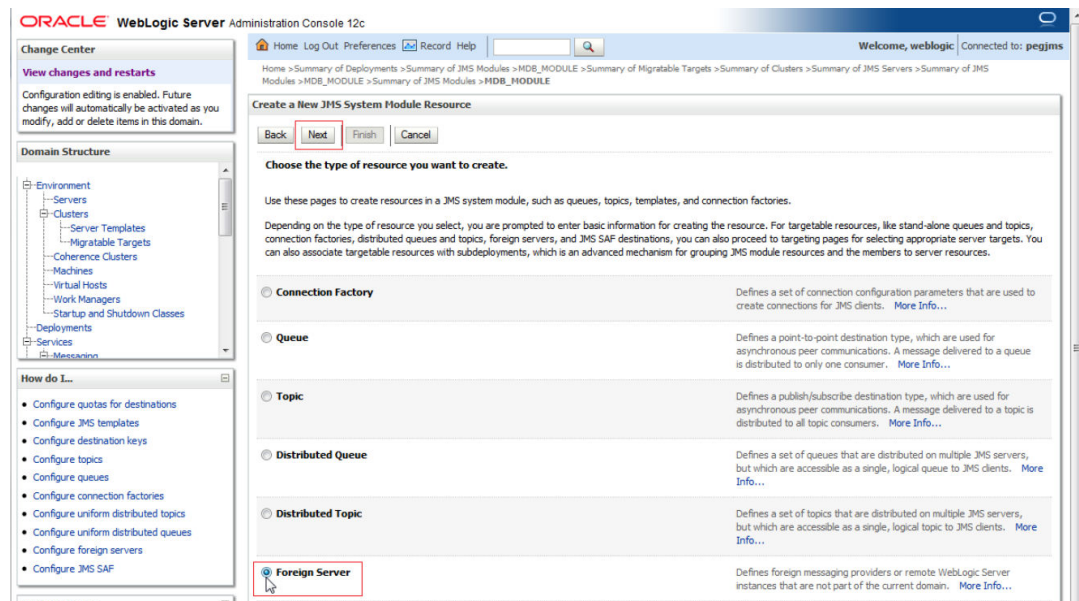 ORACLE WebLogic Server Administration Console 12c
Change Center
View changes and restarts
Configuration editing is enabled. Future
changes will automatically be activated as you
modify, add or delete items in this domain.
Domain Structure
Environment
Servers
Clusters
Server Templates
Migratable Targets
Coherence Clusters
Machines
Virtual Hosts
Work Managers
Startup and Shutdown Classes
Deployments
Services
Messaging
How do I...
Configure quotas for destinations
Configure JMS templates
Configure destination keys
Configure topics
Configure queues
Configure connection factories
Configure uniform distributed topics
Configure uniform distributed queues
Configure foreign servers
Configure JMS SAF
Home Log Out Preferences Record Help
Welcome, weblogic Connected to: pegjms
Home >Summary of Deployments >Summary of JMS Modules >MDB_MODULE >Summary of Migratable Targets >Summary of Clusters >Summary of JMS Servers >Summary of JMS
Modules >MDB_MODULE >Summary of JMS Modules >MDB_MODULE
Create a New JMS System Module Resource
Back Next Finish Cancel
Choose the type of resource you want to create.
Use these pages to create resources in a JMS system module, such as queues, topics, templates, and connection factories.
Depending on the type of resource you select, you are prompted to enter basic information for creating the resource. For targetable resources, like stand-alone queues and topics,
connection factories, distributed queues and topics, foreign servers, and JMS SAF destinations, you can also proceed to targeting pages for selecting appropriate server targets. You
can also associate targetable resources with subdeployments, which is an advanced mechanism for grouping JMS module resources and the members to server resources.
Connection Factory
Defines a set of connection configuration parameters that are used to
create connections for JMS clients. More Info...
Queue
Defines a point-to-point destination type, which are used for
asynchronous peer communications. A message delivered to a queue
is distributed to only one consumer. More Info...
Topic
Defines a publish/subscribe destination type, which are used for
asynchronous peer communications. A message delivered to a topic is
distributed to all topic consumers. More Info...
Distributed Queue
Defines a set of queues that are distributed on multiple JMS servers,
but which are accessible as a single, logical queue to JMS clients. More
Info...
Distributed Topic
Defines a set of topics that are distributed on multiple JMS servers,
but which are accessible as a single, logical topic to JMS clients. More
Info...
Foreign Server
Defines foreign messaging providers or remote WebLogic Server
instances that are not part of the current domain. More Info...